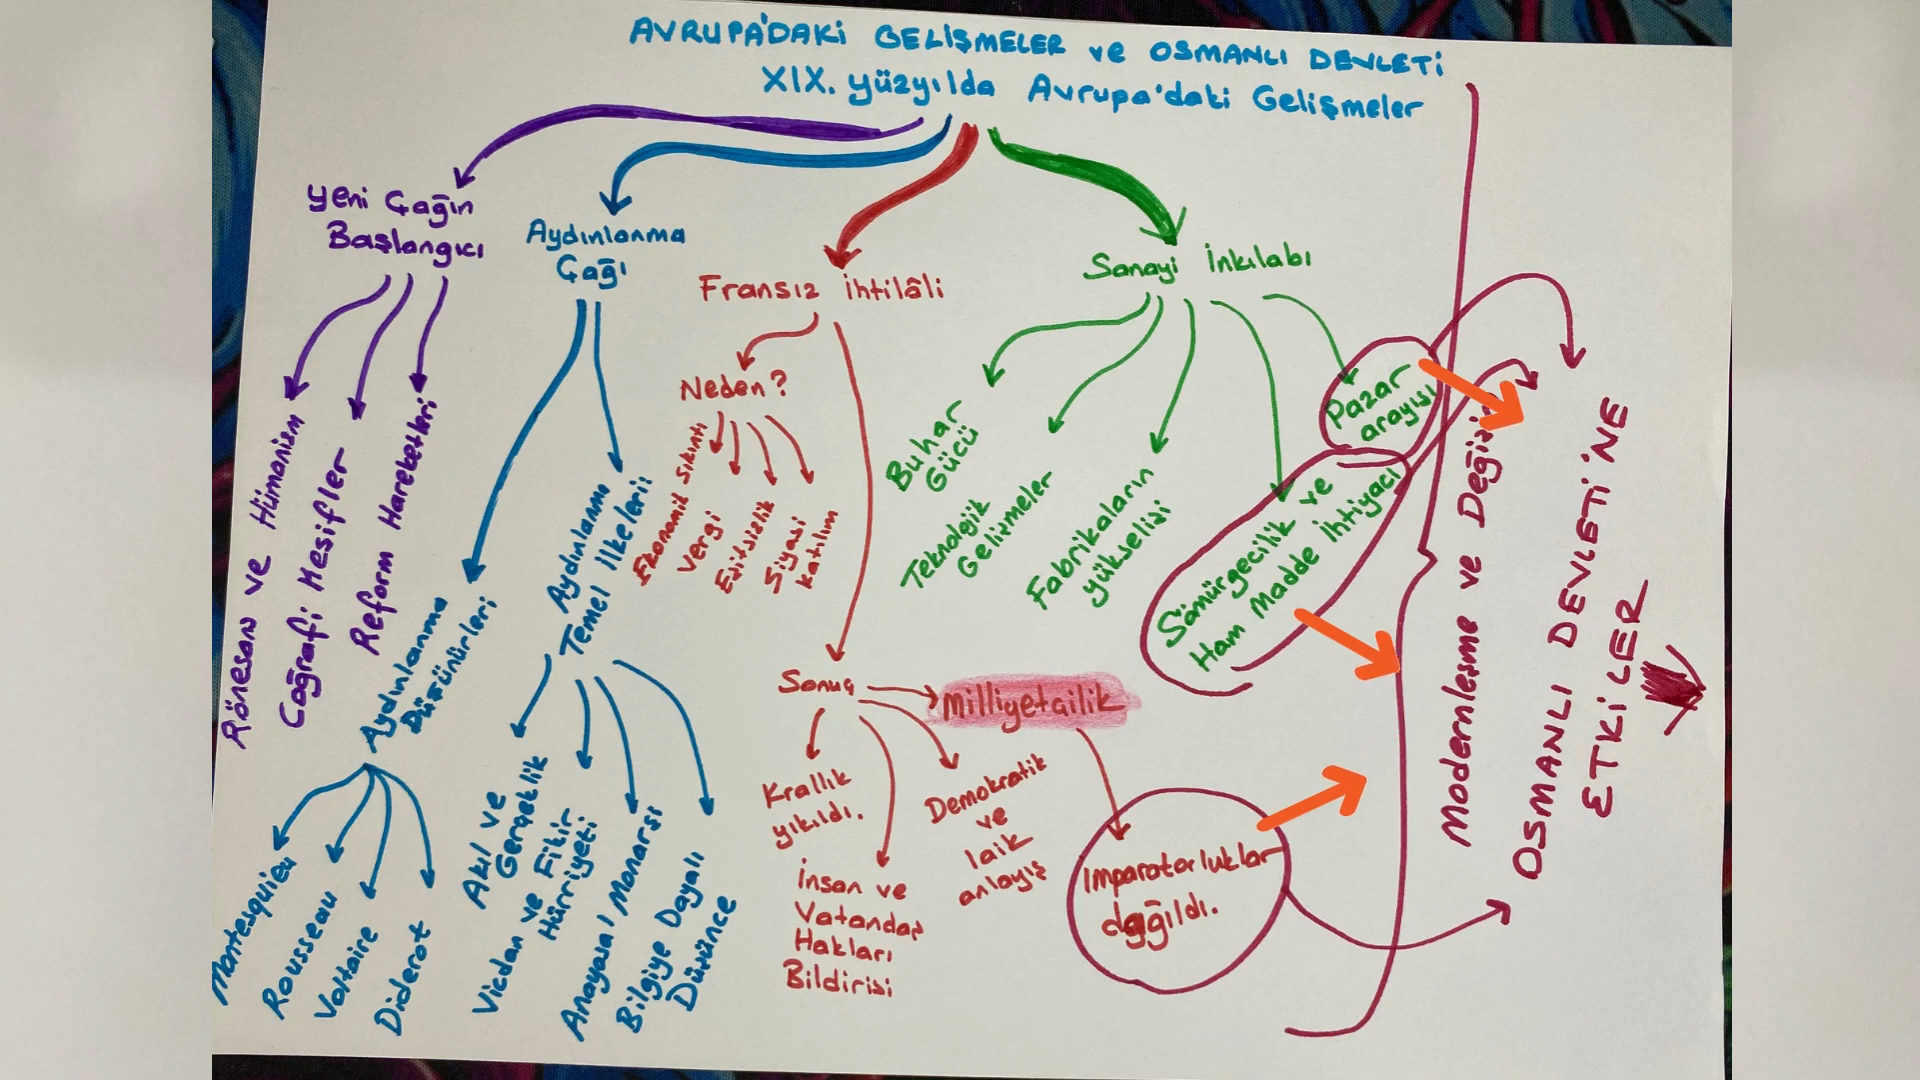 AVRUPA'DAKİ GELİŞMELER ve OSMANLI DEVLETİ
XIX. yüzyılda Avrupa'daki Gelişmeler
Yeni Çağın
Başlangıcı
Rönesans ve Hümanizm
Coğrafi Keşifler
Reform Hareketleri
Aydınlanma
Çağı
Aydınlanma
Düşünürleri
Montesquieu
Rousseau
Voltaire
Diderot
Aydınlanma
Temel İlkeleri:
Akıl ve
Gerçeklik
Vicdan ve Fikir
Hürriyeti
Anayasal Monarşi
Bilgiye Dayalı
Düşünce
Fransız İhtilâli
Neden?
Ekonomik Sıkıntı
Vergi
Eşitsizlik
Siyasi
Katılım
Sonuç
Milliyetçilik
Krallık
yıkıldı.
İnsan ve
Vatandaş
Hakları
Bildirisi
Demokratik
ve
laik
anlayış
İmparatorluklar
dağıldı.
Sanayi İnkılabı
Buhar
Gücü
Teknolojik
Gelişmeler
Fabrikaların
yükselişi
Sömürgecilik ve
Ham Madde İhtiyacı
Pazar
arayışı
Modernleşme ve Değişim
OSMANLI DEVLETİ'NE
ETKİLER